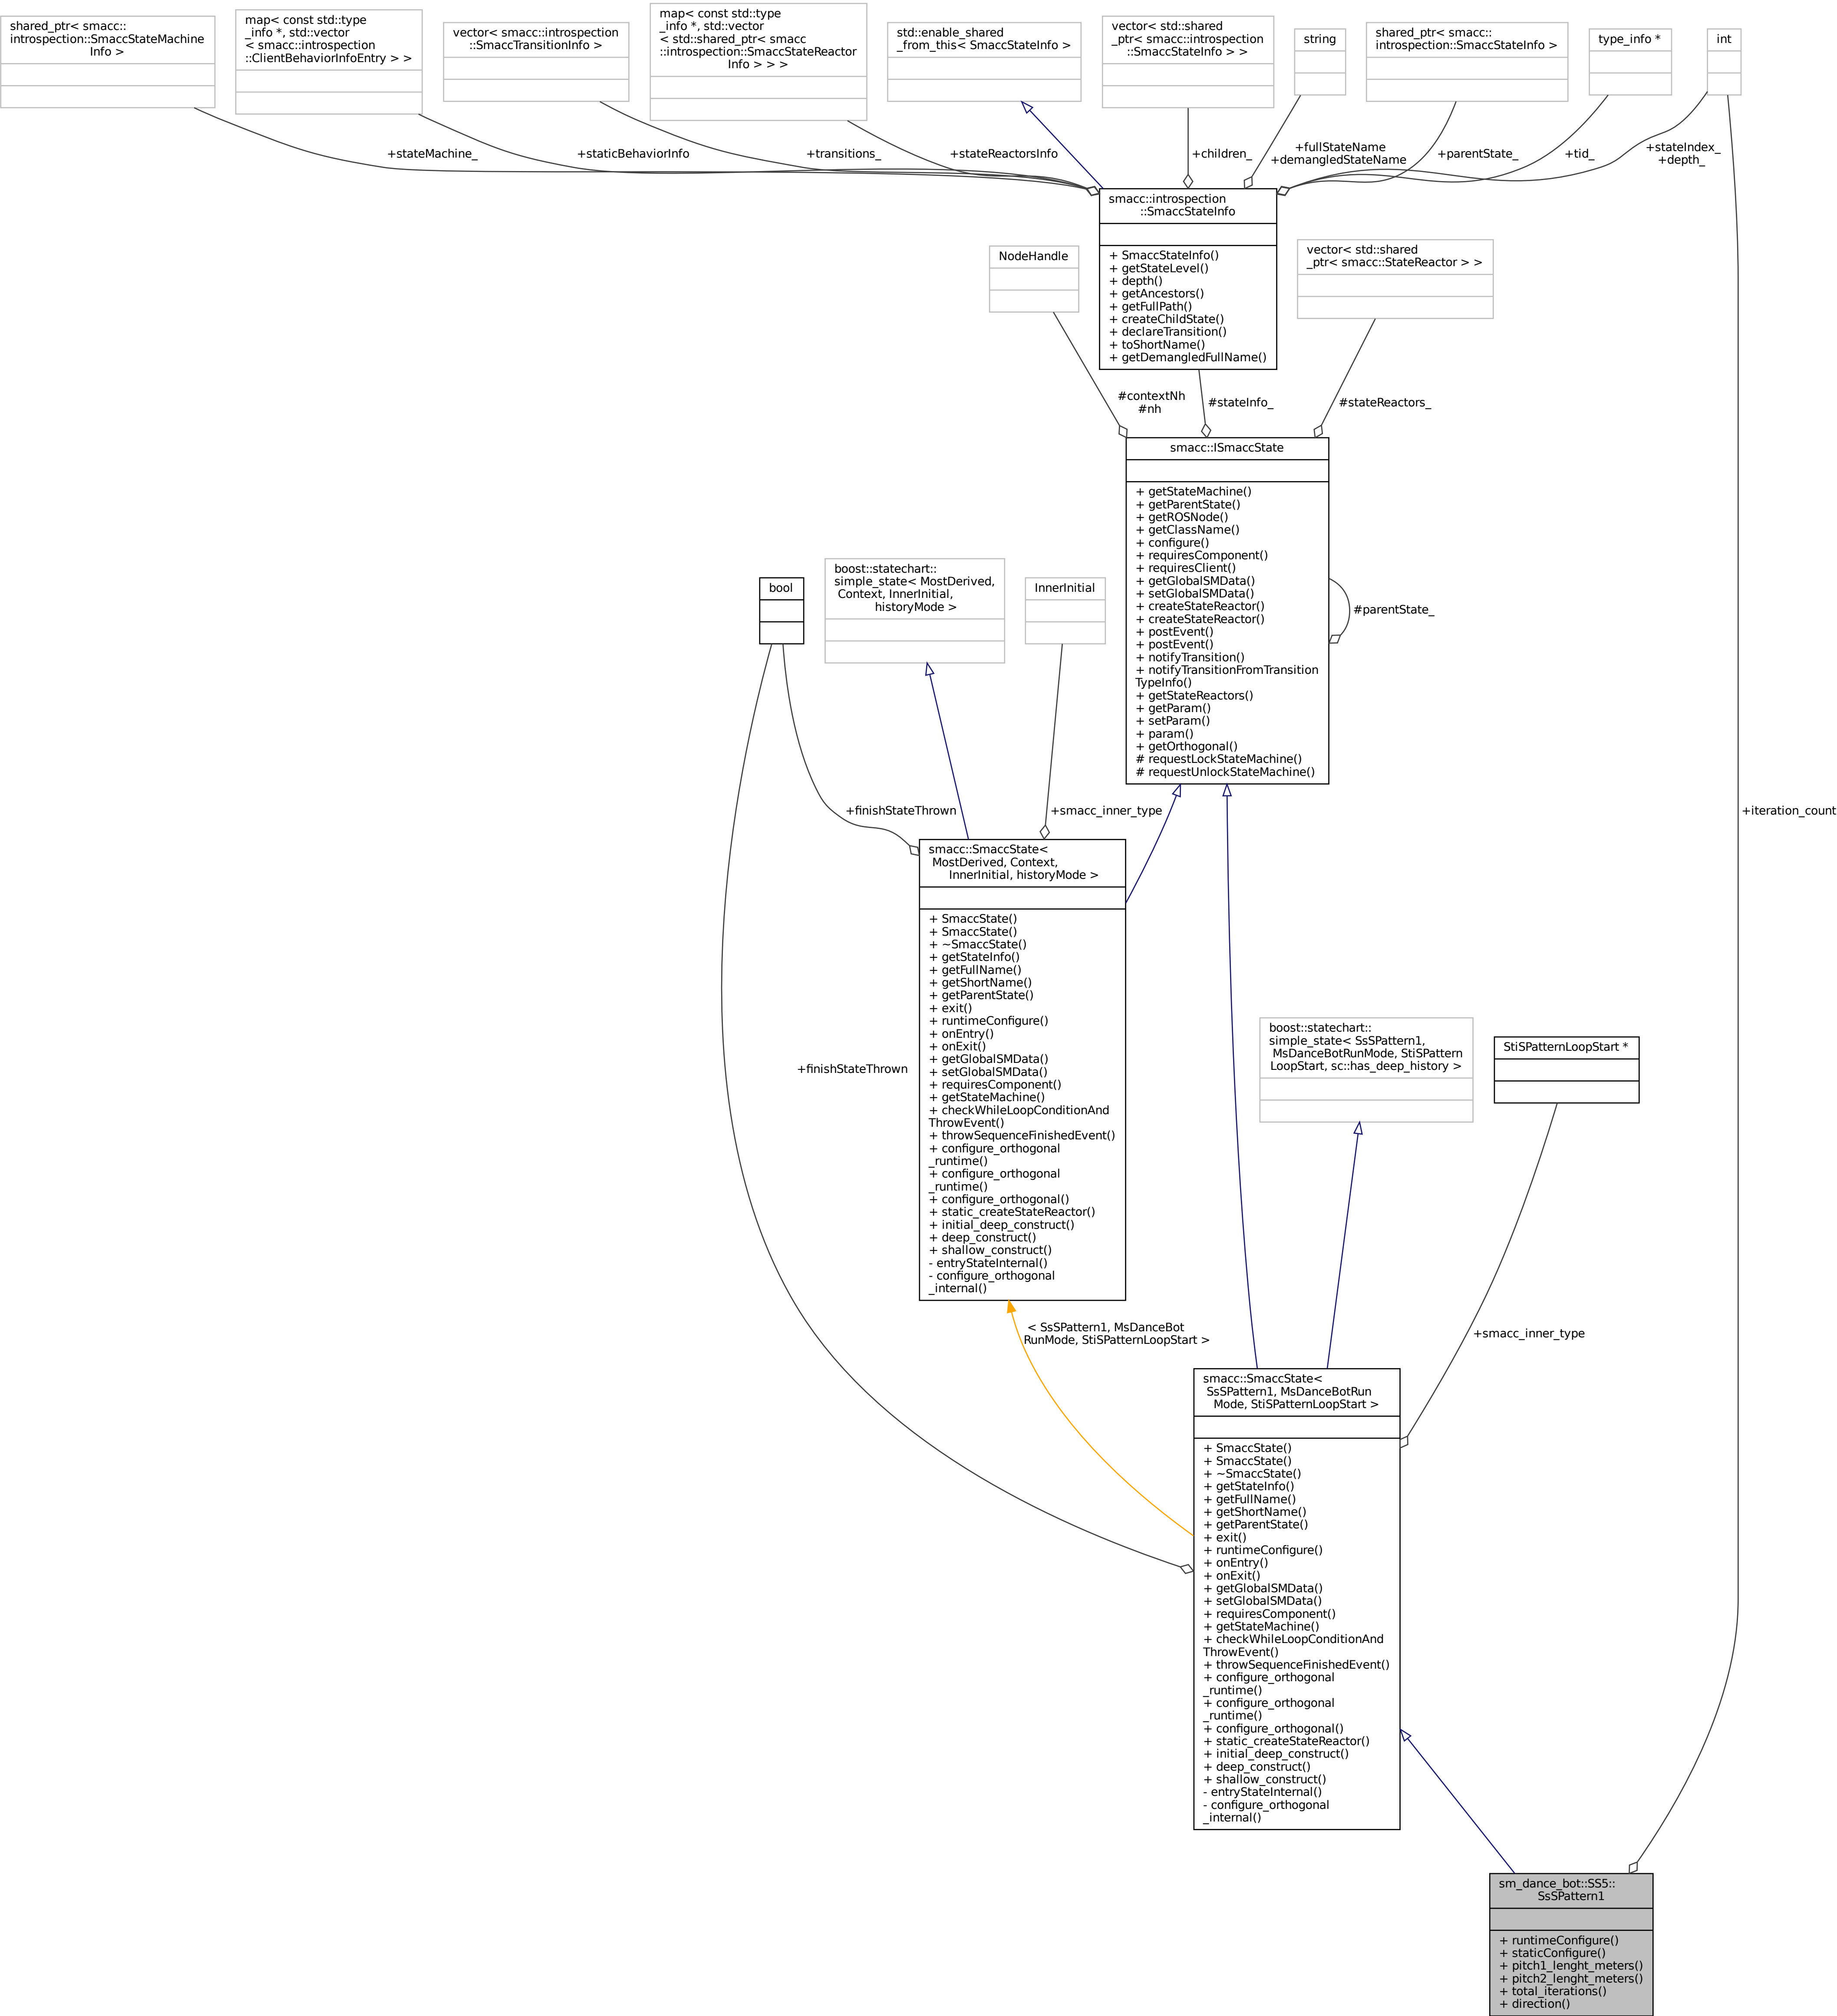 shared_ptr< smacc::
introspection::SmaccStateMachine
Info >
map< const std::type
_info *, std::vector
< smacc::introspection
::ClientBehaviorInfoEntry > >
vector< smacc::introspection
::SmaccTransitionInfo >
map< const std::type
_info *, std::vector
< std::shared_ptr< smacc
::introspection::SmaccStateReactor
Info > > >
std::enable_shared
_from_this< SmaccStateInfo >
vector< std::shared
_ptr< smacc::introspection
::SmaccStateInfo > >
string
shared_ptr< smacc::
introspection::SmaccStateInfo >
type_info *
int
+stateMachine_
+staticBehaviorInfo
+transitions_
+stateReactorsInfo
+children_
+fullStateName
+demangledStateName
+parentState_
+tid_
+stateIndex_
+depth_
smacc::introspection
::SmaccStateInfo
+ SmaccStateInfo()
+ getStateLevel()
+ depth()
+ getAncestors()
+ getFullPath()
+ createChildState()
+ declareTransition()
+ toShortName()
+ getDemangledFullName()
NodeHandle
vector< std::shared
_ptr< smacc::StateReactor > >
#contextNh
#nh
#stateInfo_
#stateReactors_
smacc::ISmaccState
+ getStateMachine()
+ getParentState()
+ getROSNode()
+ getClassName()
+ configure()
+ requiresComponent()
+ requiresClient()
+ getGlobalSMData()
+ setGlobalSMData()
+ createStateReactor()
+ createStateReactor()
+ postEvent()
+ postEvent()
+ notifyTransition()
+ notifyTransitionFromTransition
TypeInfo()
+ getStateReactors()
+ getParam()
+ setParam()
+ param()
+ getOrthogonal()
# requestLockStateMachine()
# requestUnlockStateMachine()
#parentState_
bool
boost::statechart::
simple_state< MostDerived,
Context, InnerInitial,
historyMode >
InnerInitial
+finishStateThrown
+smacc_inner_type
+iteration_count
smacc::SmaccState<
MostDerived, Context,
InnerInitial, historyMode >
+ SmaccState()
+ SmaccState()
+ ~SmaccState()
+ getStateInfo()
+ getFullName()
+ getShortName()
+ getParentState()
+ exit()
+ runtimeConfigure()
+ onEntry()
+ onExit()
+ getGlobalSMData()
+ setGlobalSMData()
+ requiresComponent()
+ getStateMachine()
+ checkWhileLoopConditionAnd
ThrowEvent()
+ throwSequenceFinishedEvent()
+ configure_orthogonal
_runtime()
+ configure_orthogonal
_runtime()
+ configure_orthogonal()
+ static_createStateReactor()
+ initial_deep_construct()
+ deep_construct()
+ shallow_construct()
- entryStateInternal()
- configure_orthogonal
_internal()
+finishStateThrown
boost::statechart::
simple_state< SsSPattern1,
MsDanceBotRunMode, StiSPattern
LoopStart, sc::has_deep_history >
StiSPatternLoopStart *
< SsSPattern1, MsDanceBot
RunMode, StiSPatternLoopStart >
+smacc_inner_type
smacc::SmaccState<
SsSPattern1, MsDanceBotRun
Mode, StiSPatternLoopStart >
+ SmaccState()
+ SmaccState()
+ ~SmaccState()
+ getStateInfo()
+ getFullName()
+ getShortName()
+ getParentState()
+ exit()
+ runtimeConfigure()
+ onEntry()
+ onExit()
+ getGlobalSMData()
+ setGlobalSMData()
+ requiresComponent()
+ getStateMachine()
+ checkWhileLoopConditionAnd
ThrowEvent()
+ throwSequenceFinishedEvent()
+ configure_orthogonal
_runtime()
+ configure_orthogonal
_runtime()
+ configure_orthogonal()
+ static_createStateReactor()
+ initial_deep_construct()
+ deep_construct()
+ shallow_construct()
- entryStateInternal()
- configure_orthogonal
_internal()
sm_dance_bot::SS5::
SsSPattern1
+ runtimeConfigure()
+ staticConfigure()
+ pitch1_lenght_meters()
+ pitch2_lenght_meters()
+ total_iterations()
+ direction()